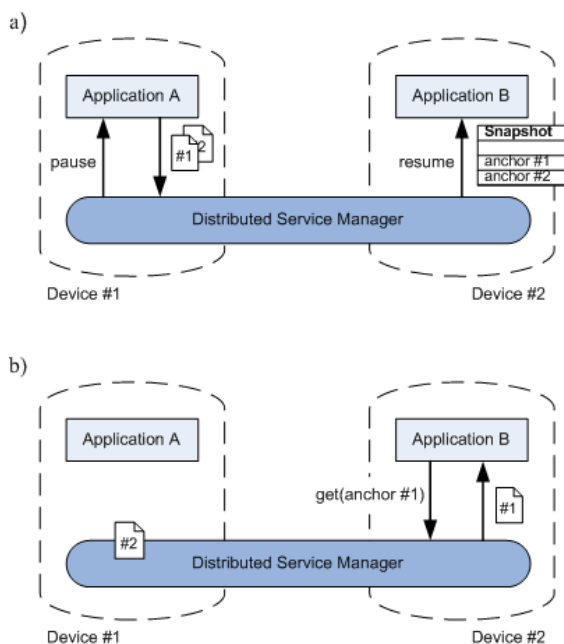 a)
Application A
Application B
Snapshot
pause
#1
2
resume
anchor #1
anchor #2
Distributed Service Manager
Device #1
Device #2
b)
Application A
Application B
get(anchor #1)
#1
#2
Distributed Service Manager
Device #1
Device #2